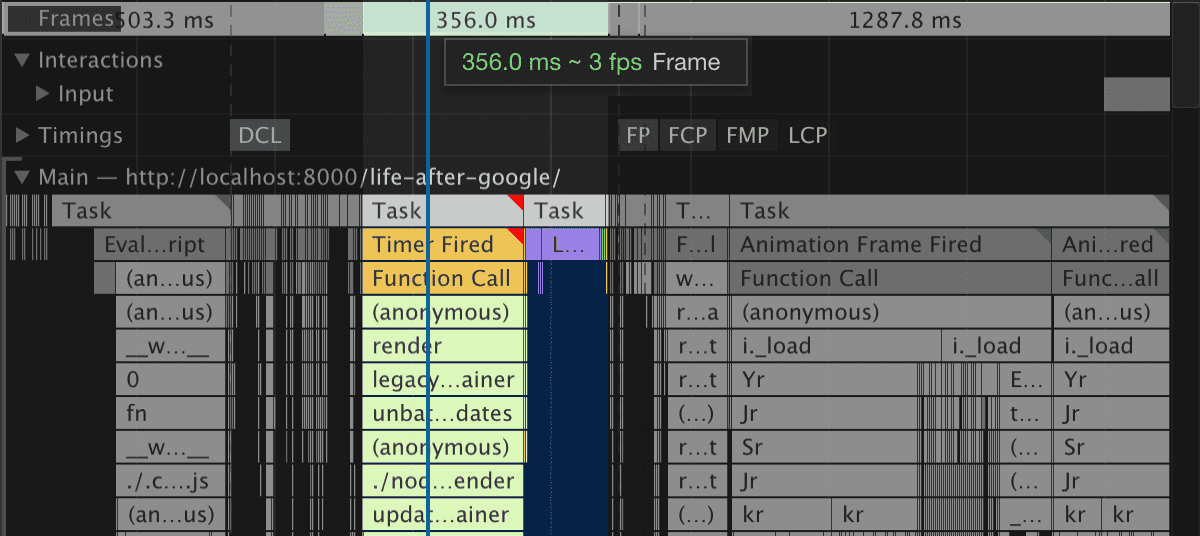 Frames 503.3 ms 356.0 ms 1287.8 ms
356.0 ms ~ 3 fps Frame
Interactions
Input
Timings DCL FP FCP FMP LCP
Main — http://localhost:8000/life-after-google/
Task Task Task T... Task
Eval...ript Timer Fired L... F...l Animation Frame Fired Ani...red
(an...us) Function Call w... Function Call Func...all
(an...us) (anonymous) r...a (anonymous) (an...us)
__w...__ render r...t i._load i._load i._load
0 legacy...ainer r...t Yr E... Yr
fn unbat...dates (...) Jr t... Jr
__w...__ (anonymous) r...t Sr (... Sr
./.c....js ./nod...ender r...t Jr (... Jr
(an...us) updat...ainer (...) kr kr _... kr kr